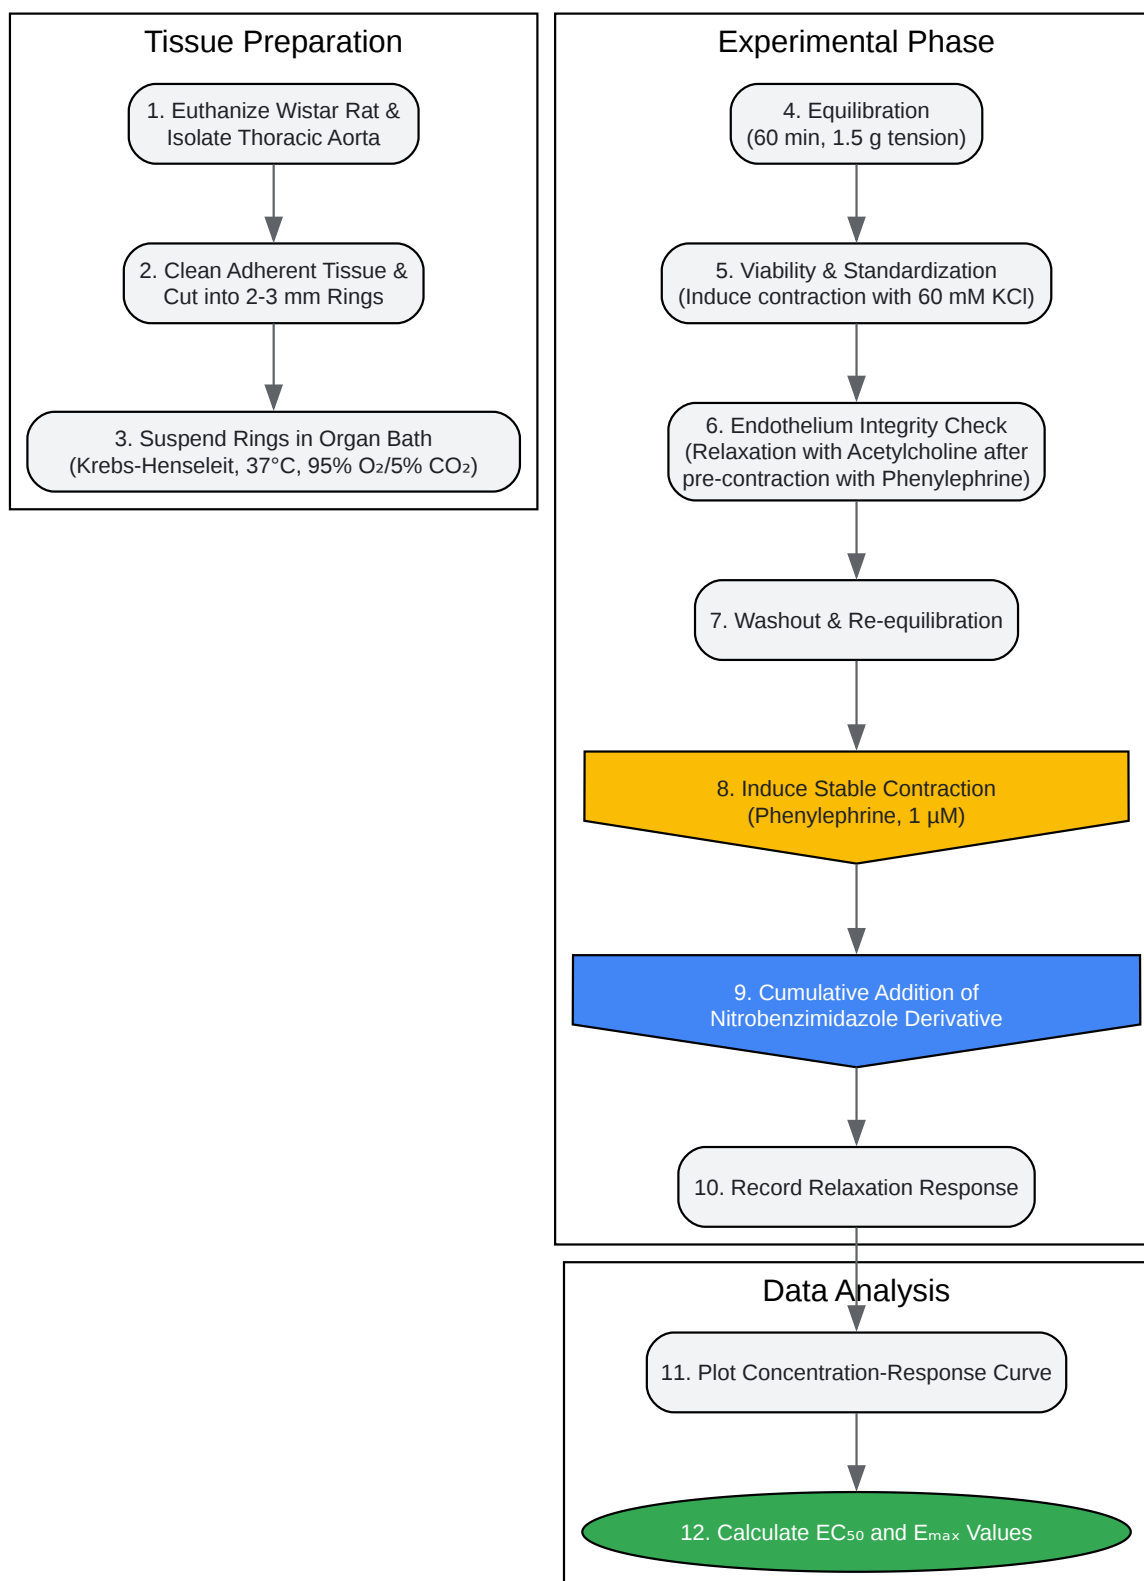 Tissue Preparation
1. Euthanize Wistar Rat &
Isolate Thoracic Aorta
2. Clean Adherent Tissue &
Cut into 2-3 mm Rings
3. Suspend Rings in Organ Bath
(Krebs-Henseleit, 37°C, 95% O₂/5% CO₂)
Experimental Phase
4. Equilibration
(60 min, 1.5 g tension)
5. Viability & Standardization
(Induce contraction with 60 mM KCl)
6. Endothelium Integrity Check
(Relaxation with Acetylcholine after
pre-contraction with Phenylephrine)
7. Washout & Re-equilibration
8. Induce Stable Contraction
(Phenylephrine, 1 µM)
9. Cumulative Addition of
Nitrobenzimidazole Derivative
10. Record Relaxation Response
Data Analysis
11. Plot Concentration-Response Curve
12. Calculate EC₅₀ and Eₘₐₓ Values